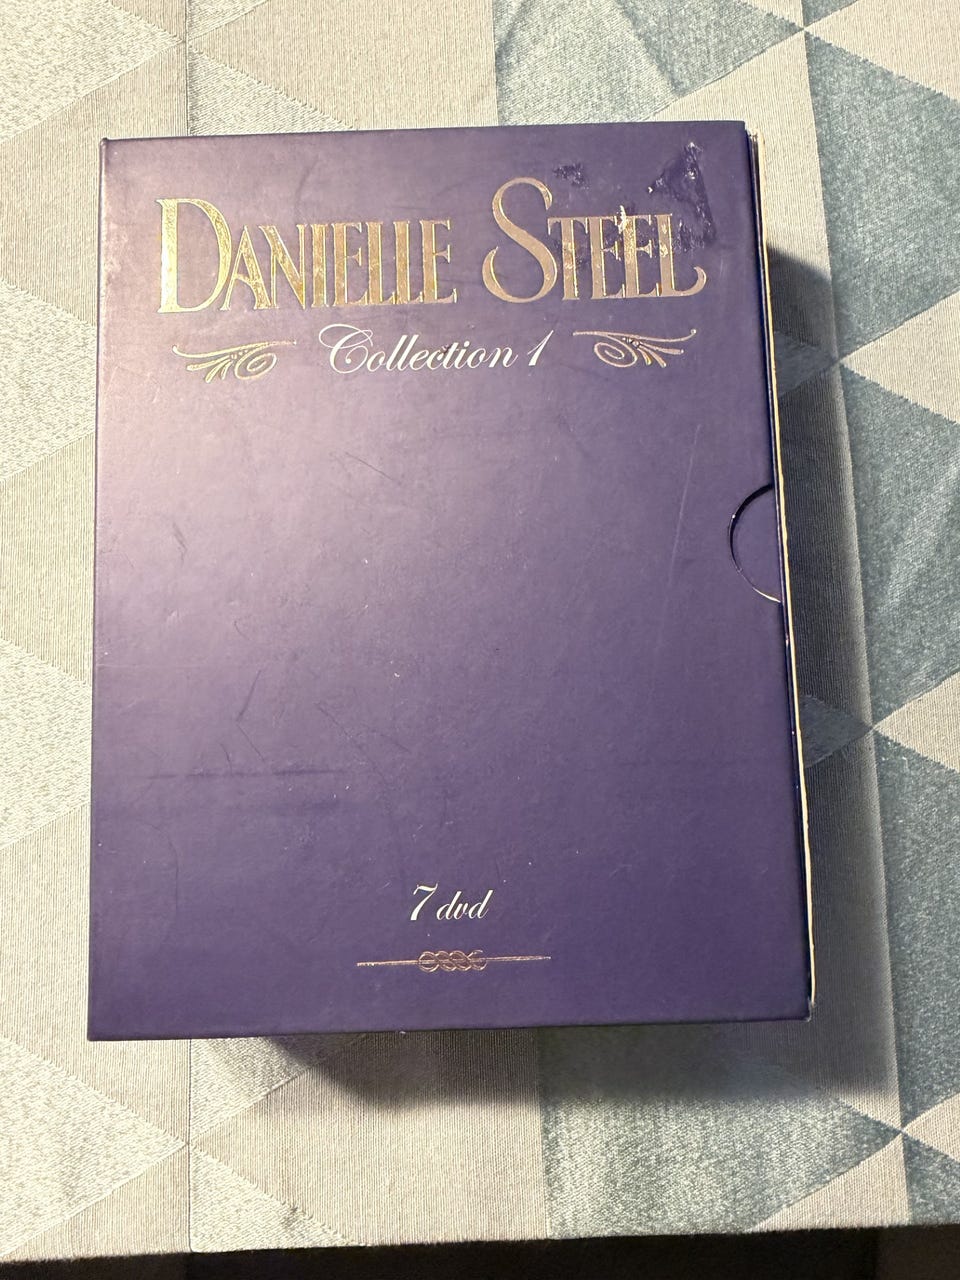 DANIELLE STEEL
Collection 1
7 dvd